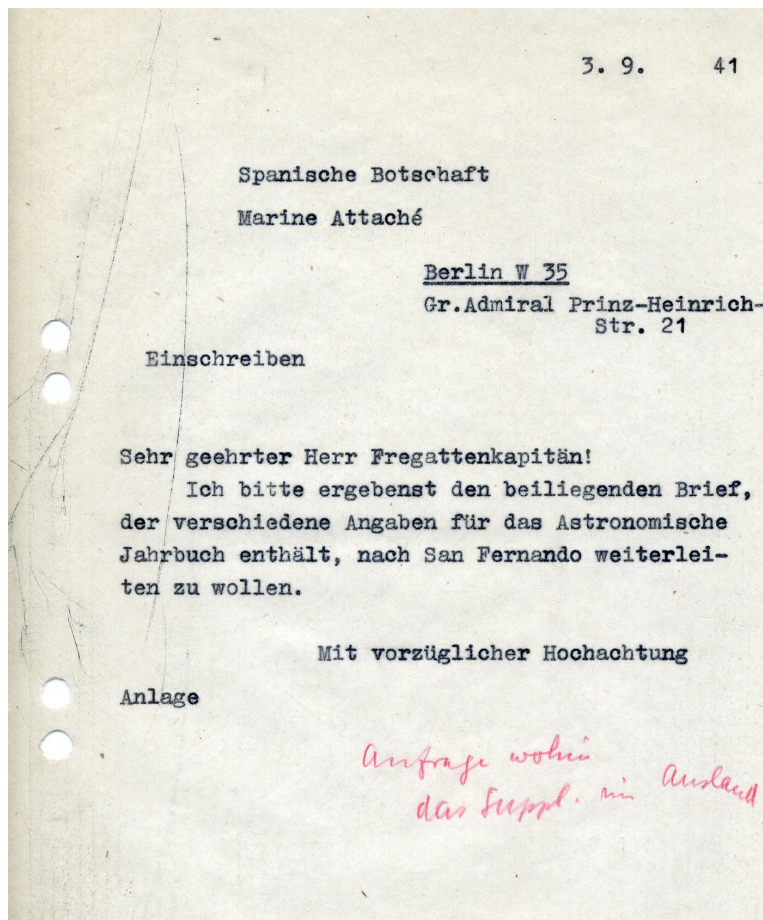 3. 9. 41
Spanische Botschaft
Marine Attaché
Berlin W 35
Gr.Admiral Prinz-Heinrich-
Str. 21
Einschreiben
Sehr geehrter Herr Fregattenkapitän!
Ich bitte ergebenst den beiliegenden Brief,
der verschiedene Angaben für das Astronomische
Jahrbuch enthält, nach San Fernando weiterlei-
ten zu wollen.
Mit vorzüglicher Hochachtung
Anlage
Anfrage wohin
das Suppl. im Ausland